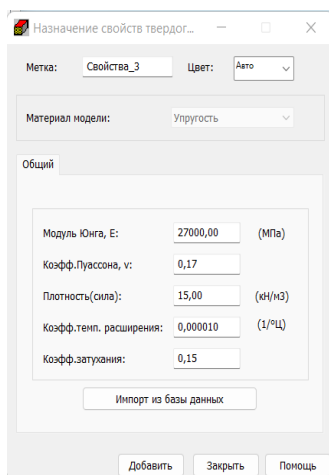 Назначение свойств твердог...
Метка: Свойства_3 Цвет: Авто
Материал модели: Упругость
Общий
Модуль Юнга, E: 27000,00 (МПа)
Коэфф.Пуассона, v: 0,17
Плотность(сила): 15,00 (кН/м3)
Коэфф.темп. расширения: 0,000010 (1/°Ц)
Коэфф.затухания: 0,15
Импорт из базы данных
Добавить Закрыть Помощь